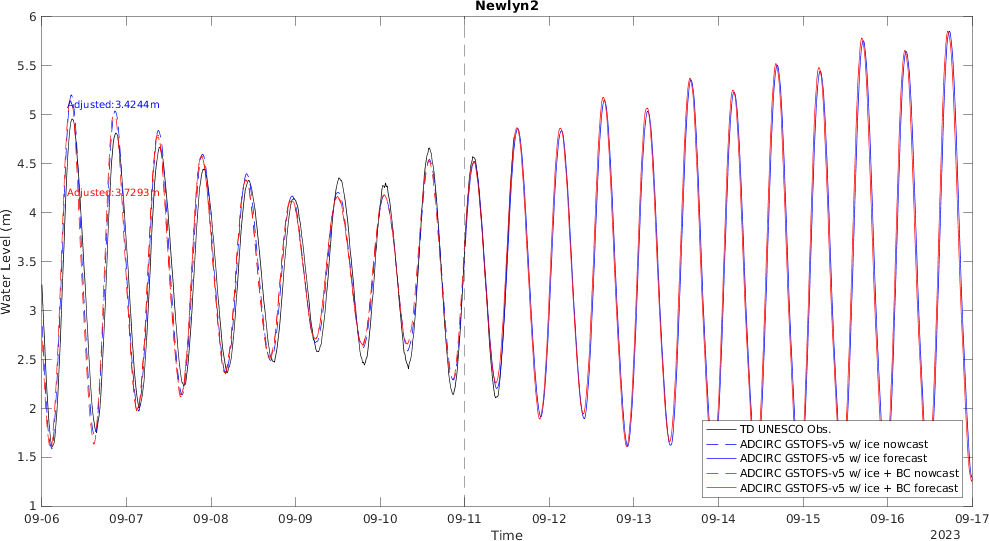 Newlyn2
6
5.5
5
4.5
4
3.5
3
2.5
2
1.5
1
Water Level (m)
Adjusted:3.4244m
Adjusted:3.7293m
TD UNESCO Obs.
ADCIRC GSTOFS-v5 w/ ice nowcast
ADCIRC GSTOFS-v5 w/ ice forecast
ADCIRC GSTOFS-v5 w/ ice + BC nowcast
ADCIRC GSTOFS-v5 w/ ice + BC forecast
09-06 09-07 09-08 09-09 09-10 09-11 09-12 09-13 09-14 09-15 09-16 09-17
Time
2023